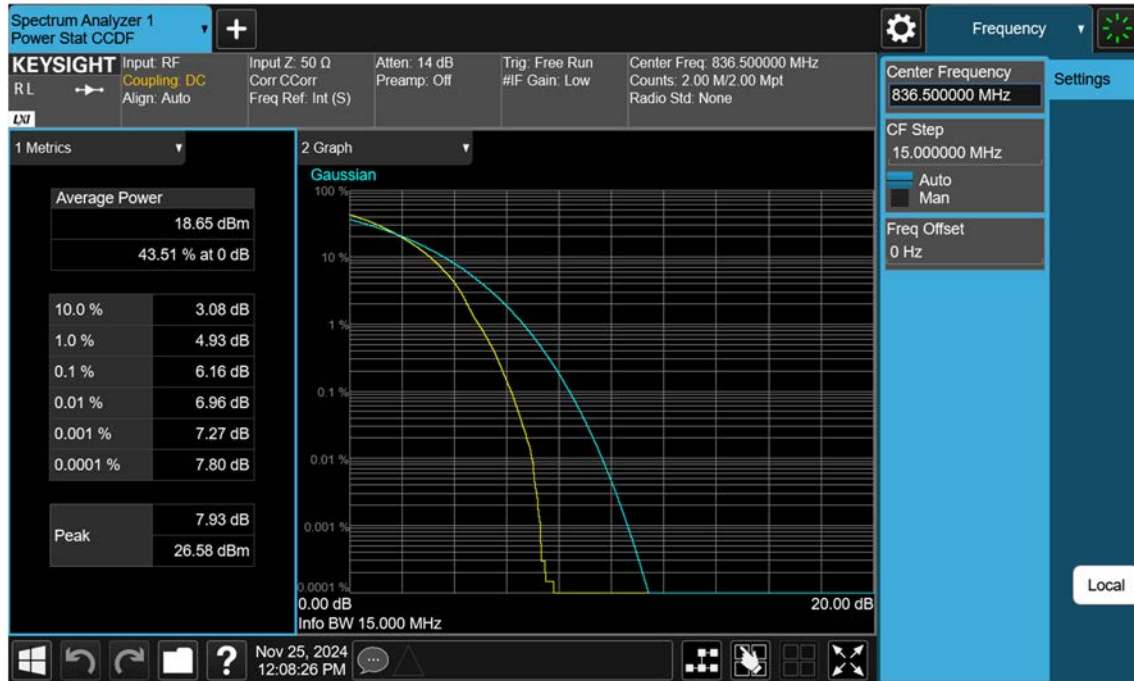 Spectrum Analyzer 1
Power Stat CCDF
Frequency
KEYSIGHT
R L
LXI
Input: RF
Coupling: DC
Align: Auto
Input Z: 50 Ω
Corr CCorr
Freq Ref: Int (S)
Atten: 14 dB
Preamp: Off
Trig: Free Run
#IF Gain: Low
Center Freq: 836.500000 MHz
Counts: 2.00 M/2.00 Mpt
Radio Std: None
Center Frequency
836.500000 MHz
Settings
CF Step
15.000000 MHz
Auto
Man
Freq Offset
0 Hz
Local
1 Metrics
Average Power
18.65 dBm
43.51 % at 0 dB
10.0 % 3.08 dB
1.0 % 4.93 dB
0.1 % 6.16 dB
0.01 % 6.96 dB
0.001 % 7.27 dB
0.0001 % 7.80 dB
Peak
7.93 dB
26.58 dBm
2 Graph
Gaussian
100 %
10 %
1 %
0.1 %
0.01 %
0.001 %
0.0001 %
0.00 dB 20.00 dB
Info BW 15.000 MHz
?
Nov 25, 2024
12:08:26 PM